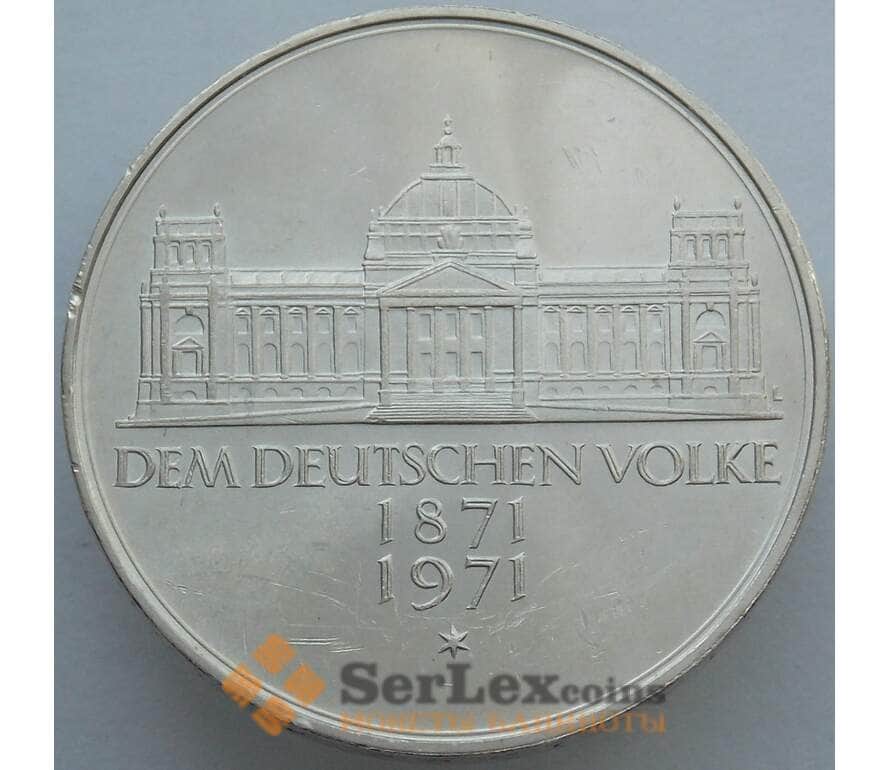 L
DEM DEUTSCHEN VOLKE
1871
1971
SerLexcoins
МОНЕТЫ БАНКНОТЫ